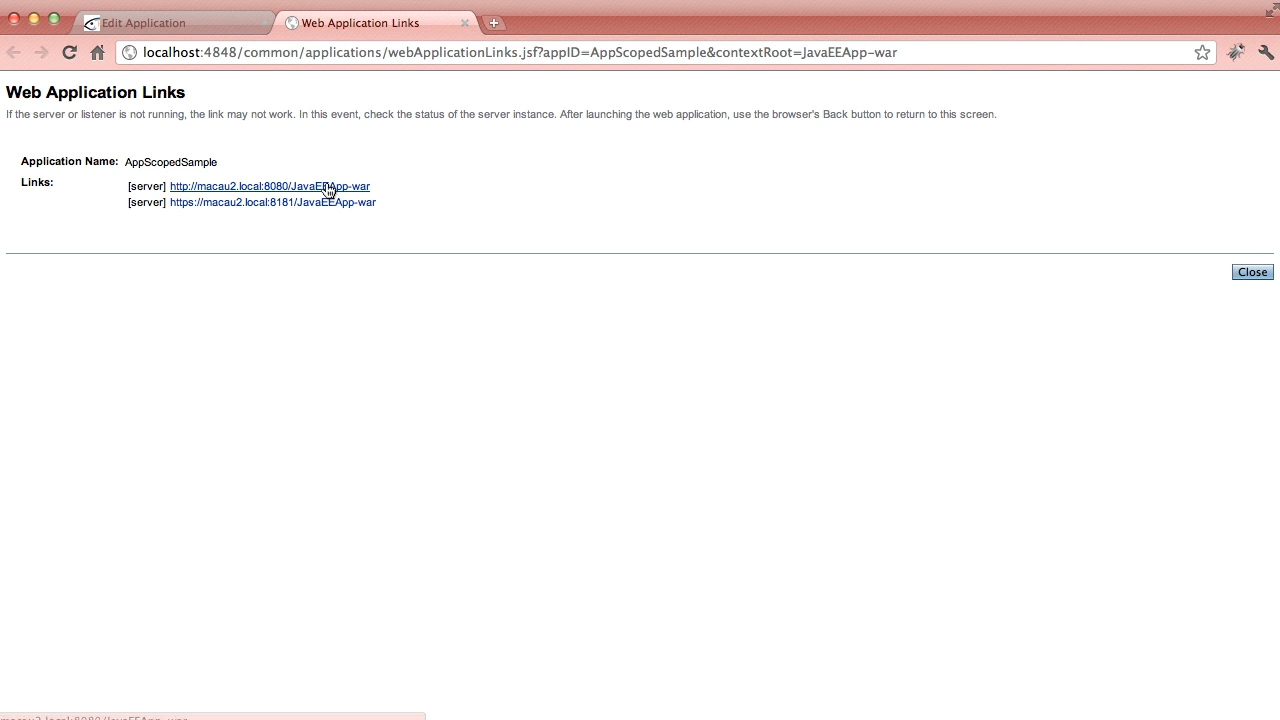 Edit Application
Web Application Links
localhost:4848/common/applications/webApplicationLinks.jsf?appID=AppScopedSample&contextRoot=JavaEEApp-war
Web Application Links
If the server or listener is not running, the link may not work. In this event, check the status of the server instance. After launching the web application, use the browser's Back button to return to this screen.
Application Name: AppScopedSample
Links:
[server] http://macau2.local:8080/JavaEEApp-war
[server] https://macau2.local:8181/JavaEEApp-war
Close